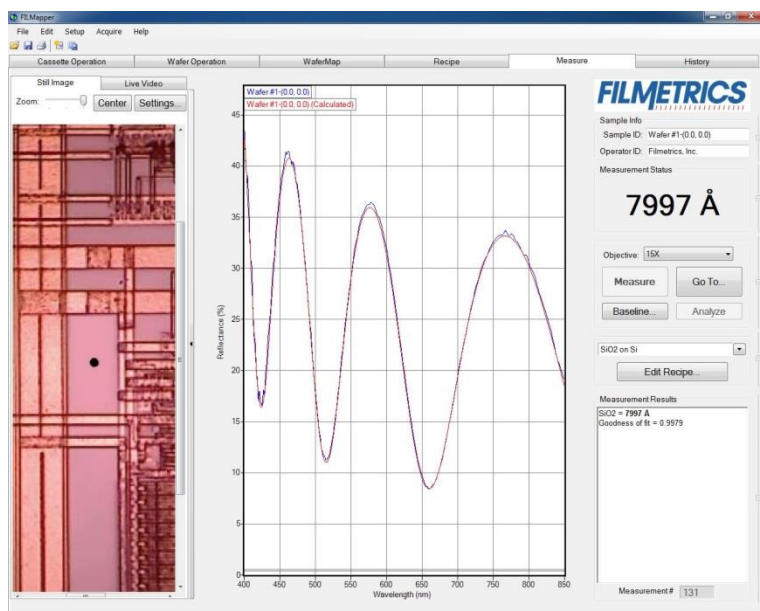 FILMapper
File Edit Setup Acquire Help
Cassette Operation Wafer Operation WaferMap Recipe Measure History
Still Image Live Video
Zoom: Center Settings...
Wafer #1-(0.0, 0.0)
Wafer #1-(0.0, 0.0) (Calculated)
45
40
35
30
25
20
15
10
5
0
Reflectance (%)
400 450 500 550 600 650 700 750 800 850
Wavelength (nm)
FILMETRICS
Sample Info
Sample ID: Wafer #1-(0.0, 0.0)
Operator ID: Filmetrics, Inc.
Measurement Status
7997 Å
Objective: 15X
Measure Go To...
Baseline... Analyze
SiO2 on Si
Edit Recipe...
Measurement Results
SiO2 = 7997 Å
Goodness of fit = 0.9979
Measurement # 131